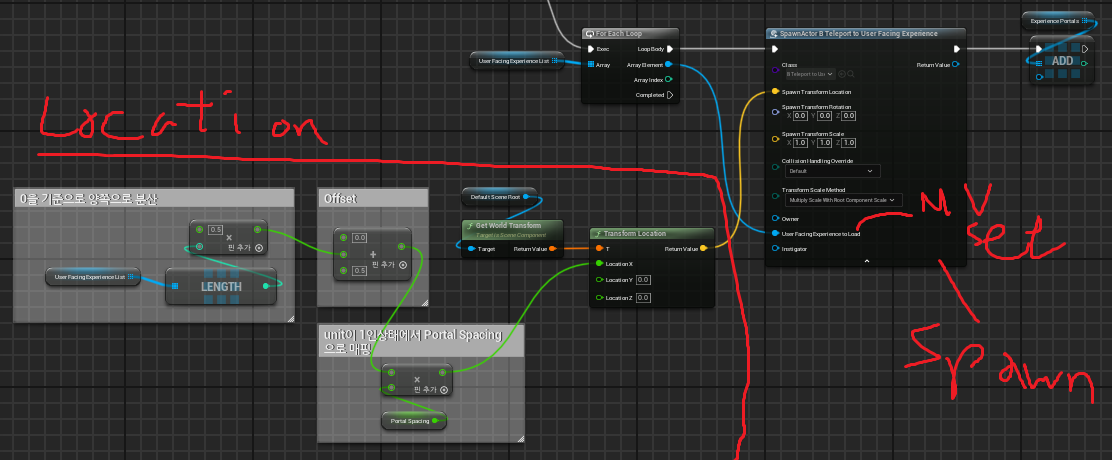 Experience Portals
ADD
For Each Loop
Exec
Loop Body
Array
Array Element
Array Index
Completed
User Facing Experience List
SpawnActor B Teleport to User Facing Experience
Class
B Teleport to Us
Return Value
Spawn Transform Location
Spawn Transform Rotation
X 0.0 Y 0.0 Z 0.0
Spawn Transform Scale
X 1.0 Y 1.0 Z 1.0
Collision Handling Override
Default
Transform Scale Method
Multiply Scale With Root Component Scale
Owner
User Facing Experience to Load
Instigator
Location
0을 기준으로 양쪽으로 분산
0.5
x
핀 추가
User Facing Experience List
LENGTH
Offset
0.0
+
핀 추가
0.5
Default Scene Root
Get World Transform
Target is Scene Component
Target
Return Value
Transform Location
T
Return Value
Location X
Location Y 0.0
Location Z 0.0
unit이 1인상태에서 Portal Spacing
으로 매핑
x
핀 추가
Portal Spacing
set
Spawn